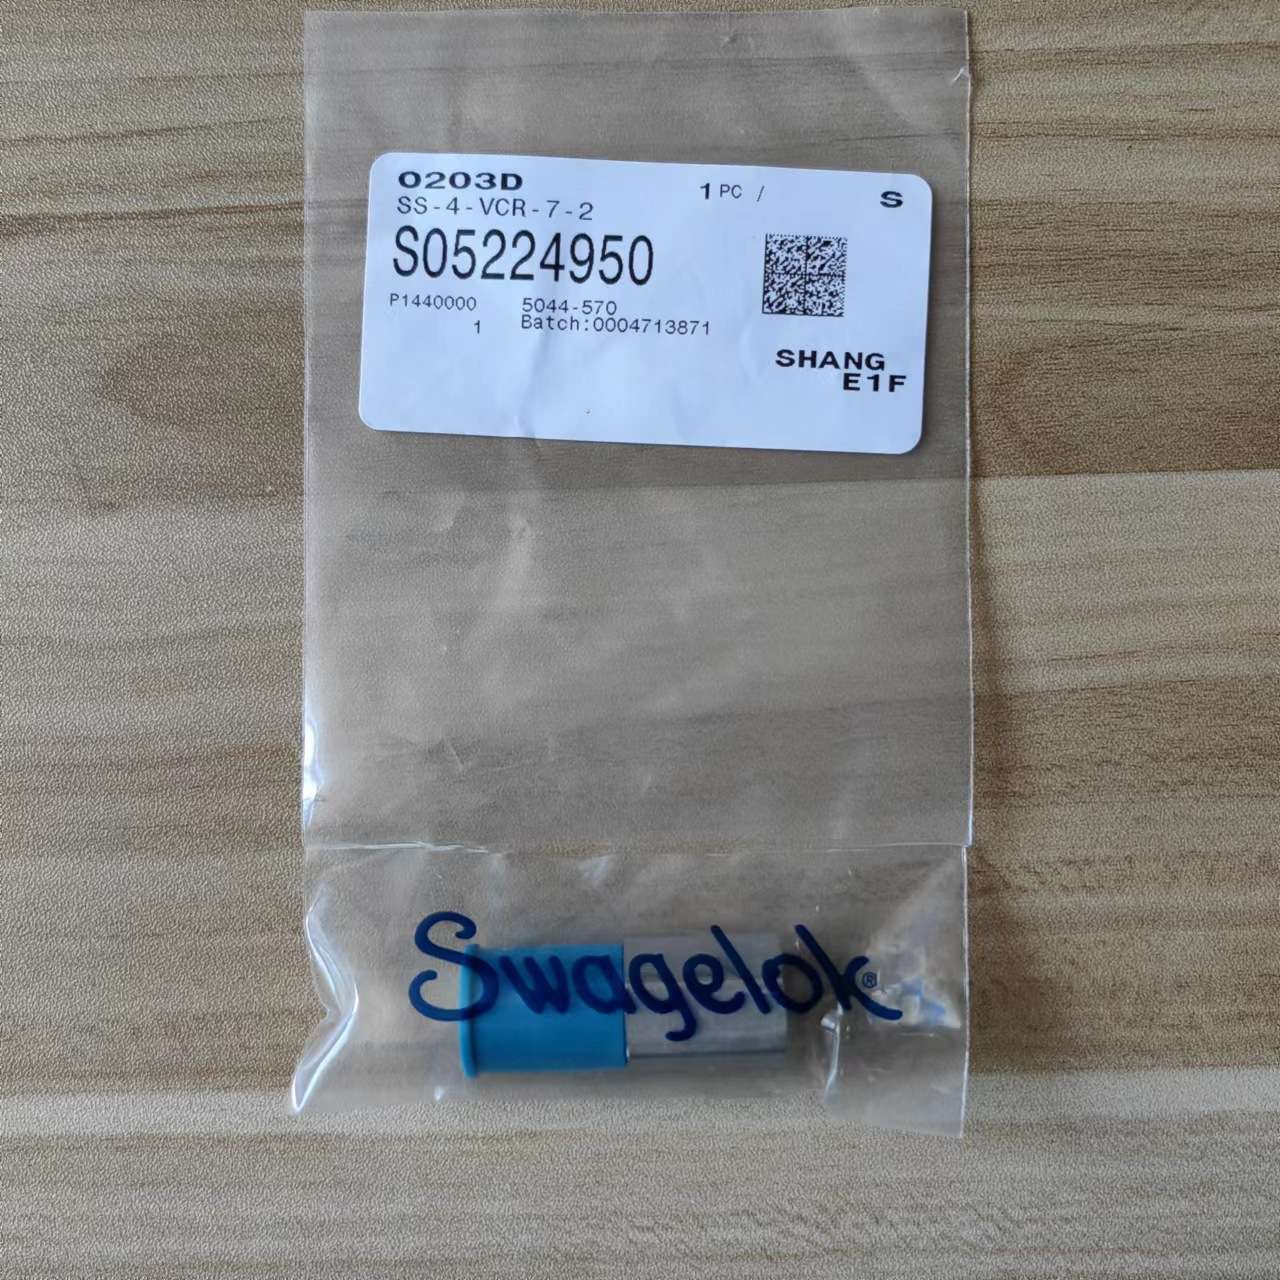 0203D
1 PC /
S
SS-4-VCR-7-2
S05224950
P1440000
5044-570
1
Batch:0004713871
SHANG
E1F
Swagelok®